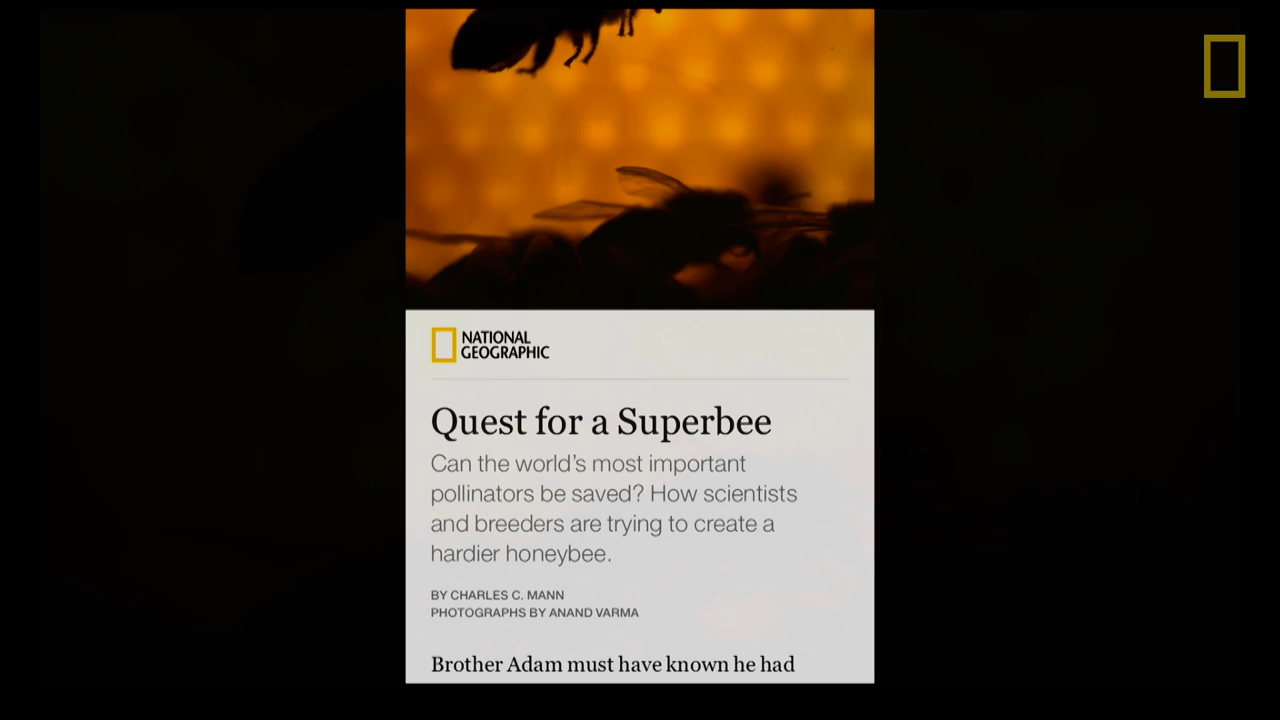 NATIONAL
GEOGRAPHIC
Quest for a Superbee
Can the world's most important
pollinators be saved? How scientists
and breeders are trying to create a
hardier honeybee.
BY CHARLES C. MANN
PHOTOGRAPHS BY ANAND VARMA
Brother Adam must have known he had